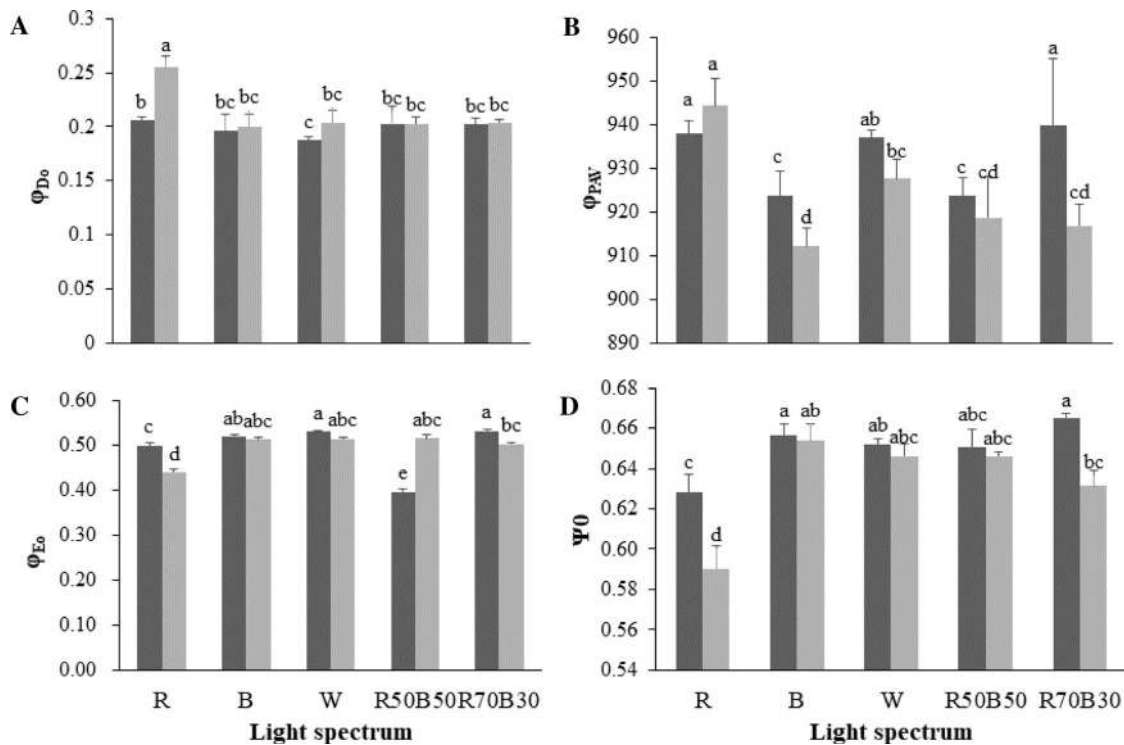 A
0.3
0.25
0.2
0.15
0.1
0.05
0
φDo
b a bc bc c bc bc bc bc bc
B
960
950
940
930
920
910
900
890
φPAV
a a c d ab bc c cd a cd
C
0.60
0.50
0.40
0.30
0.20
0.10
0.00
φEo
c d ab abc a abc e abc a bc
R B W R50B50 R70B30
Light spectrum
D
0.68
0.66
0.64
0.62
0.60
0.58
0.56
0.54
Ψ0
c d a ab ab abc abc abc a bc
R B W R50B50 R70B30
Light spectrum